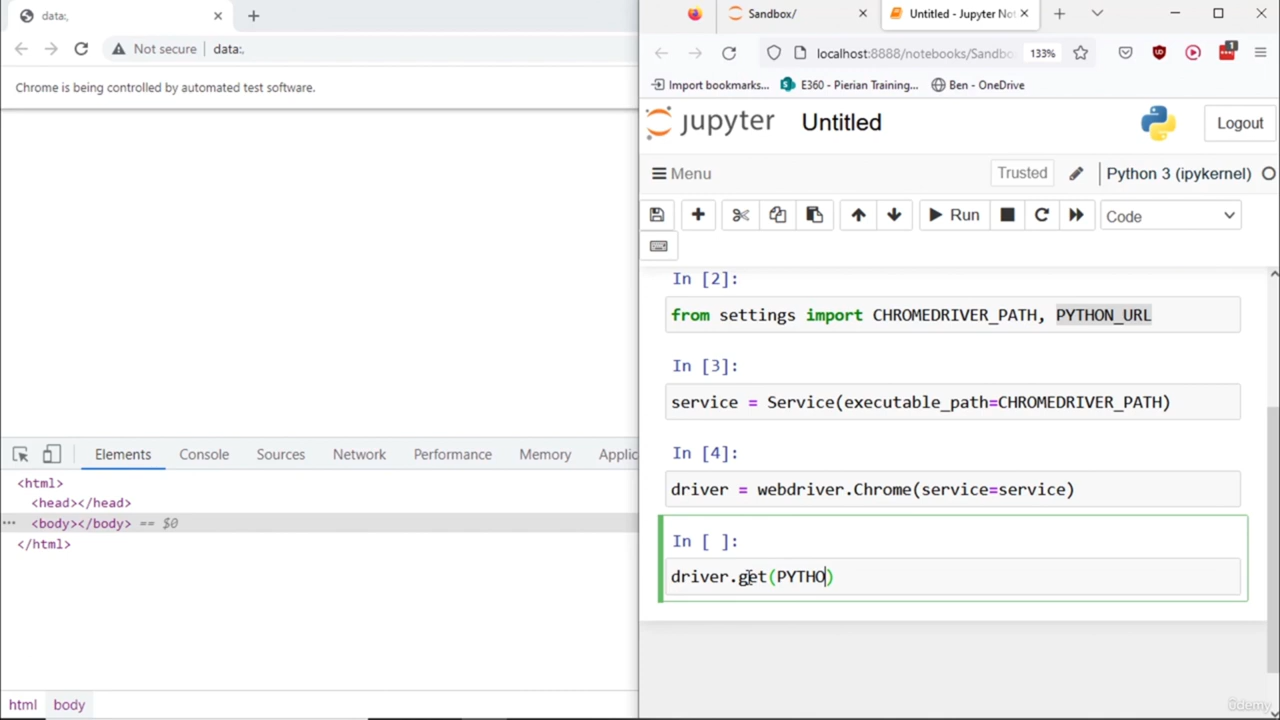 data:,
Not secure
data:,
Chrome is being controlled by automated test software.
Elements
Console
Sources
Network
Performance
Memory
Applic
<html>
<head></head>
<body></body> == $0
</html>
html
body
Sandbox/
Untitled - Jupyter Not
localhost:8888/notebooks/Sandbo
133%
1
Import bookmarks...
E360 - Pierian Training...
Ben - OneDrive
jupyter
Untitled
Logout
Menu
Trusted
Python 3 (ipykernel)
Run
Code
In [2]:
from settings import CHROMEDRIVER_PATH, PYTHON_URL
In [3]:
service = Service(executable_path=CHROMEDRIVER_PATH)
In [4]:
driver = webdriver.Chrome(service=service)
In [ ]:
driver.get(PYTHO)
ûdemy